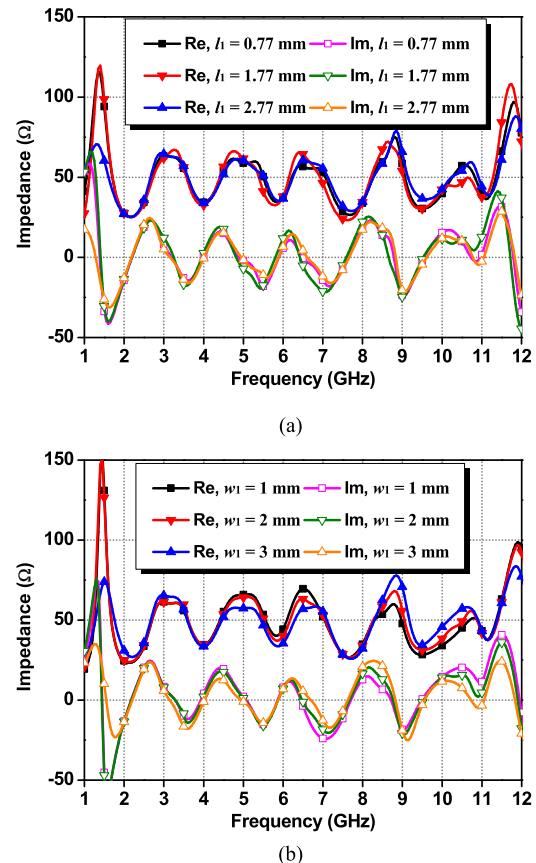 150
100
50
0
-50
Impedance (Ω)
Re, l1 = 0.77 mm
Im, l1 = 0.77 mm
Re, l1 = 1.77 mm
Im, l1 = 1.77 mm
Re, l1 = 2.77 mm
Im, l1 = 2.77 mm
1 2 3 4 5 6 7 8 9 10 11 12
Frequency (GHz)
(a)
150
100
50
0
-50
Impedance (Ω)
Re, w1 = 1 mm
Im, w1 = 1 mm
Re, w1 = 2 mm
Im, w1 = 2 mm
Re, w1 = 3 mm
Im, w1 = 3 mm
1 2 3 4 5 6 7 8 9 10 11 12
Frequency (GHz)
(b)